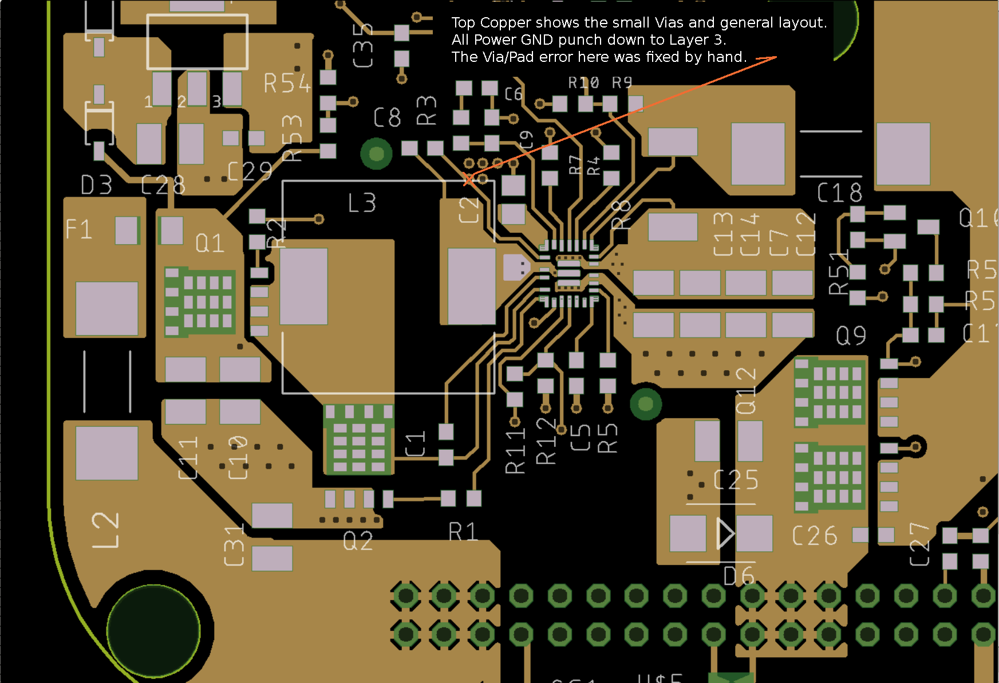 Top Copper shows the small Vias and general layout.
All Power GND punch down to Layer 3.
The Via/Pad error here was fixed by hand.
C35
R54
R10 R9
C6
1 2 3
R3
C8
R53
C9
R7
R4
C29
D3
C28
L3
C2
C18
R8
F1
Q1
R2
C13
C14
C7
C12
R51
R5
R5
Q9
C1
Q12
C11
C10
C1
R11
R12
C5
R5
C25
L2
C31
Q2
R1
C26
C27
D6